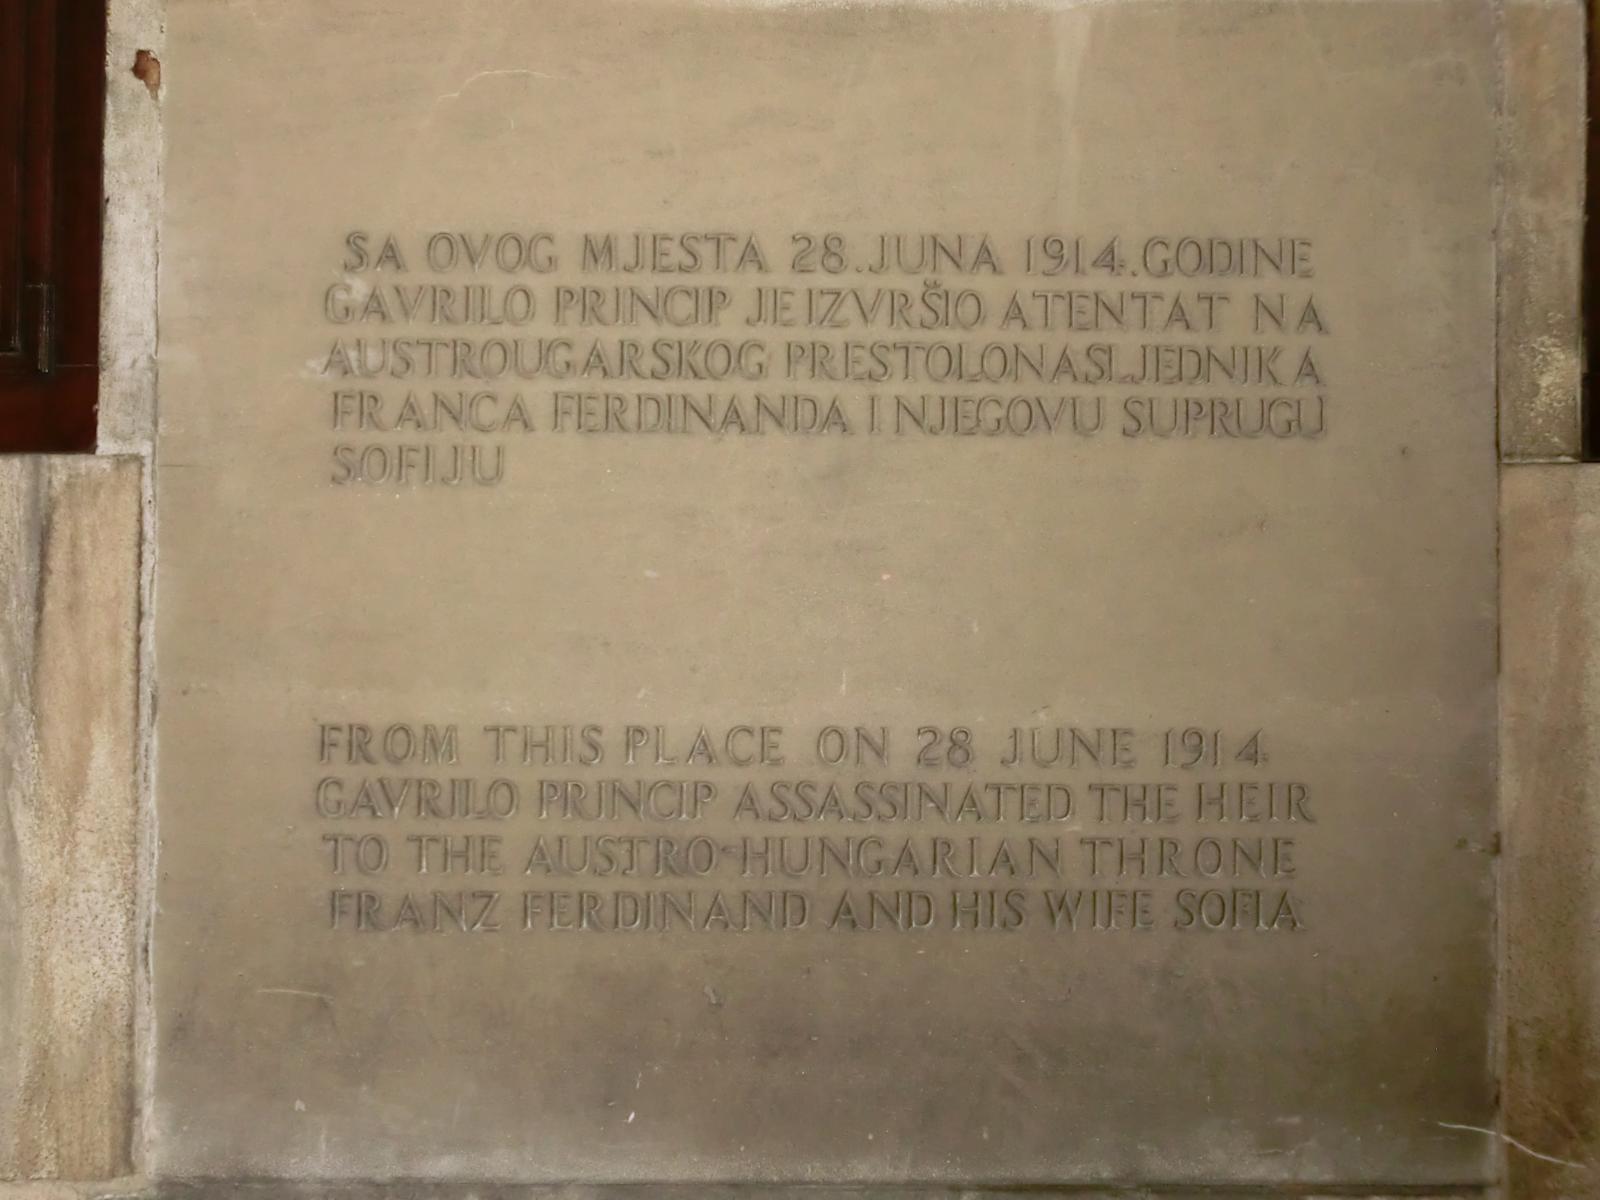 SA OVOG MJESTA 28. JUNA 1914. GODINE
GAVRILO PRINCIP JE IZVRŠIO ATENTAT NA
AUSTROUGARSKOG PRESTOLONASLJEDNIKA
FRANCA FERDINANDA I NJEGOVU SUPRUGU
SOFIJU
FROM THIS PLACE ON 28 JUNE 1914
GAVRILO PRINCIP ASSASSINATED THE HEIR
TO THE AUSTRO-HUNGARIAN THRONE
FRANZ FERDINAND AND HIS WIFE SOFIA